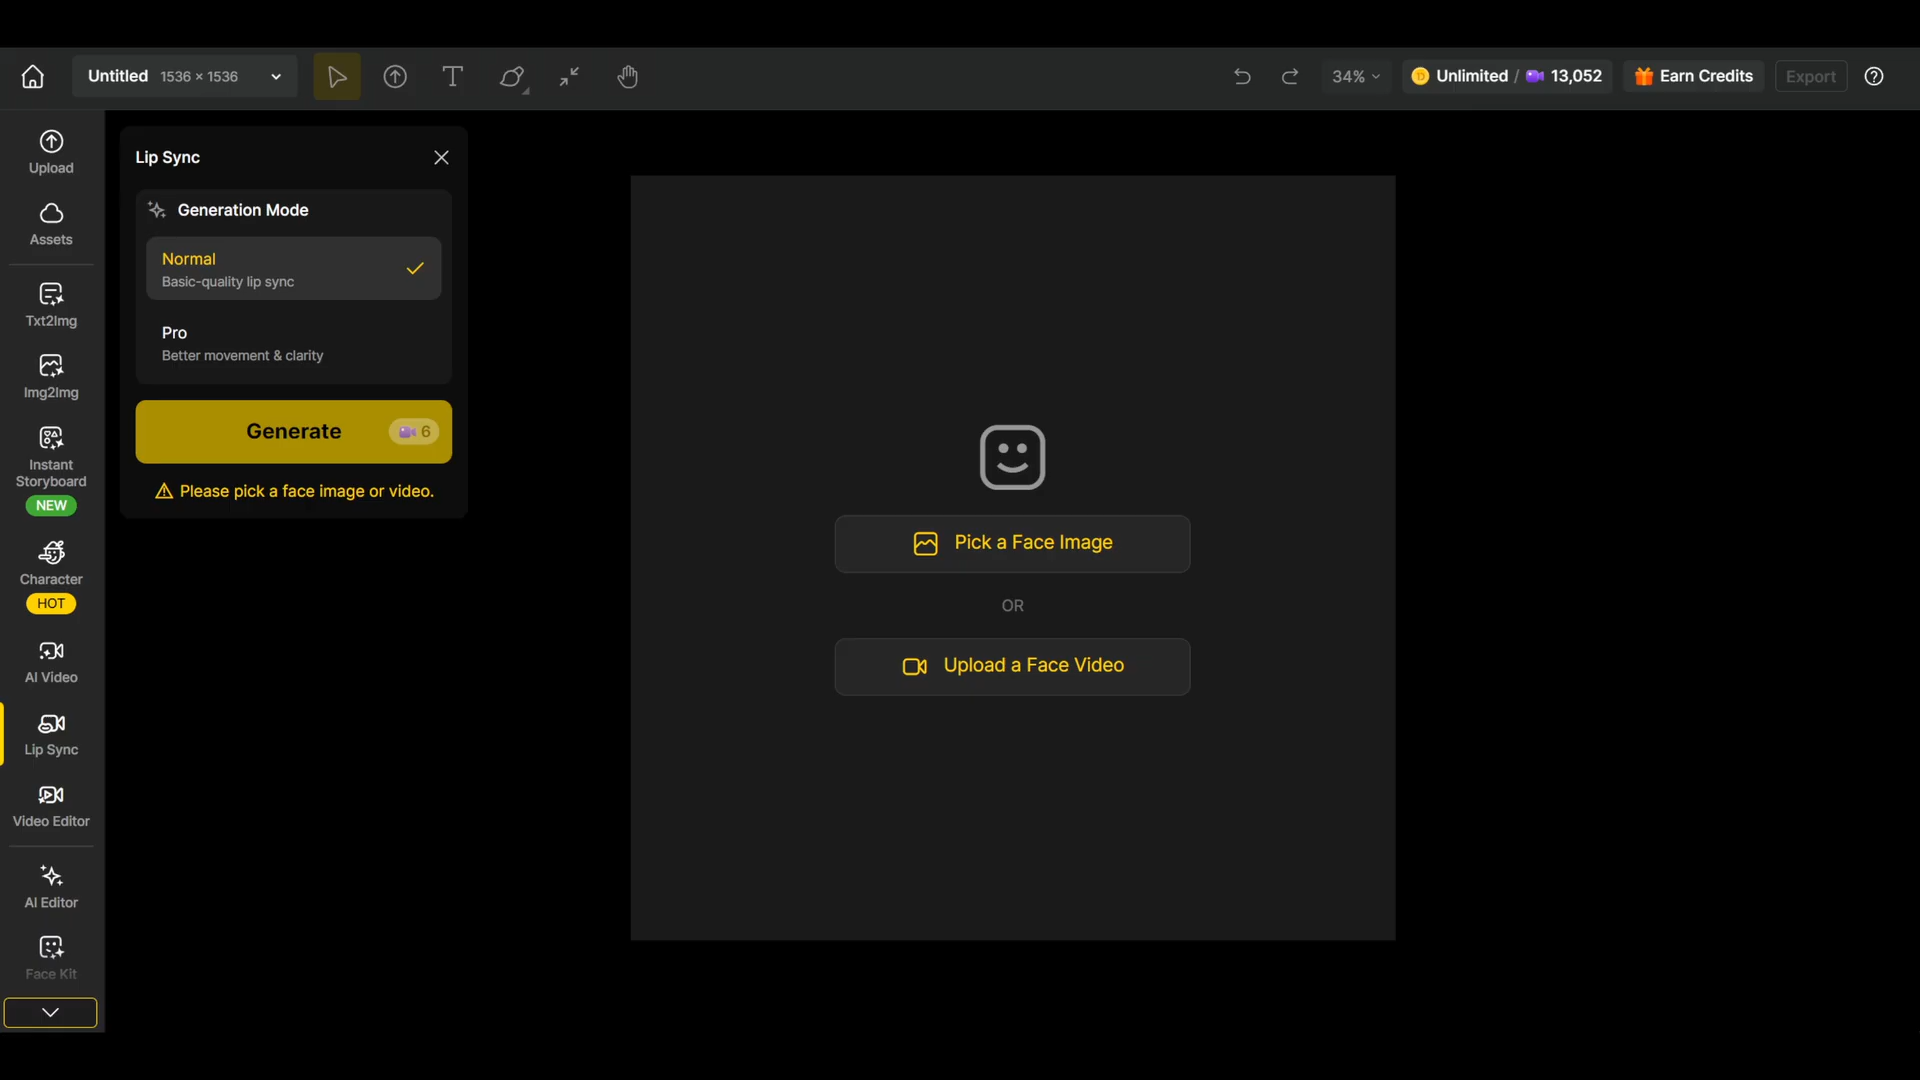 Untitled 1536 × 1536
34%
Unlimited / 13,052
Earn Credits
Export
Upload
Assets
Txt2Img
Img2Img
Instant
Storyboard
NEW
Character
HOT
AI Video
Lip Sync
Video Editor
AI Editor
Face Kit
Lip Sync
Generation Mode
Normal
Basic-quality lip sync
Pro
Better movement & clarity
Generate 6
Please pick a face image or video.
Pick a Face Image
OR
Upload a Face Video